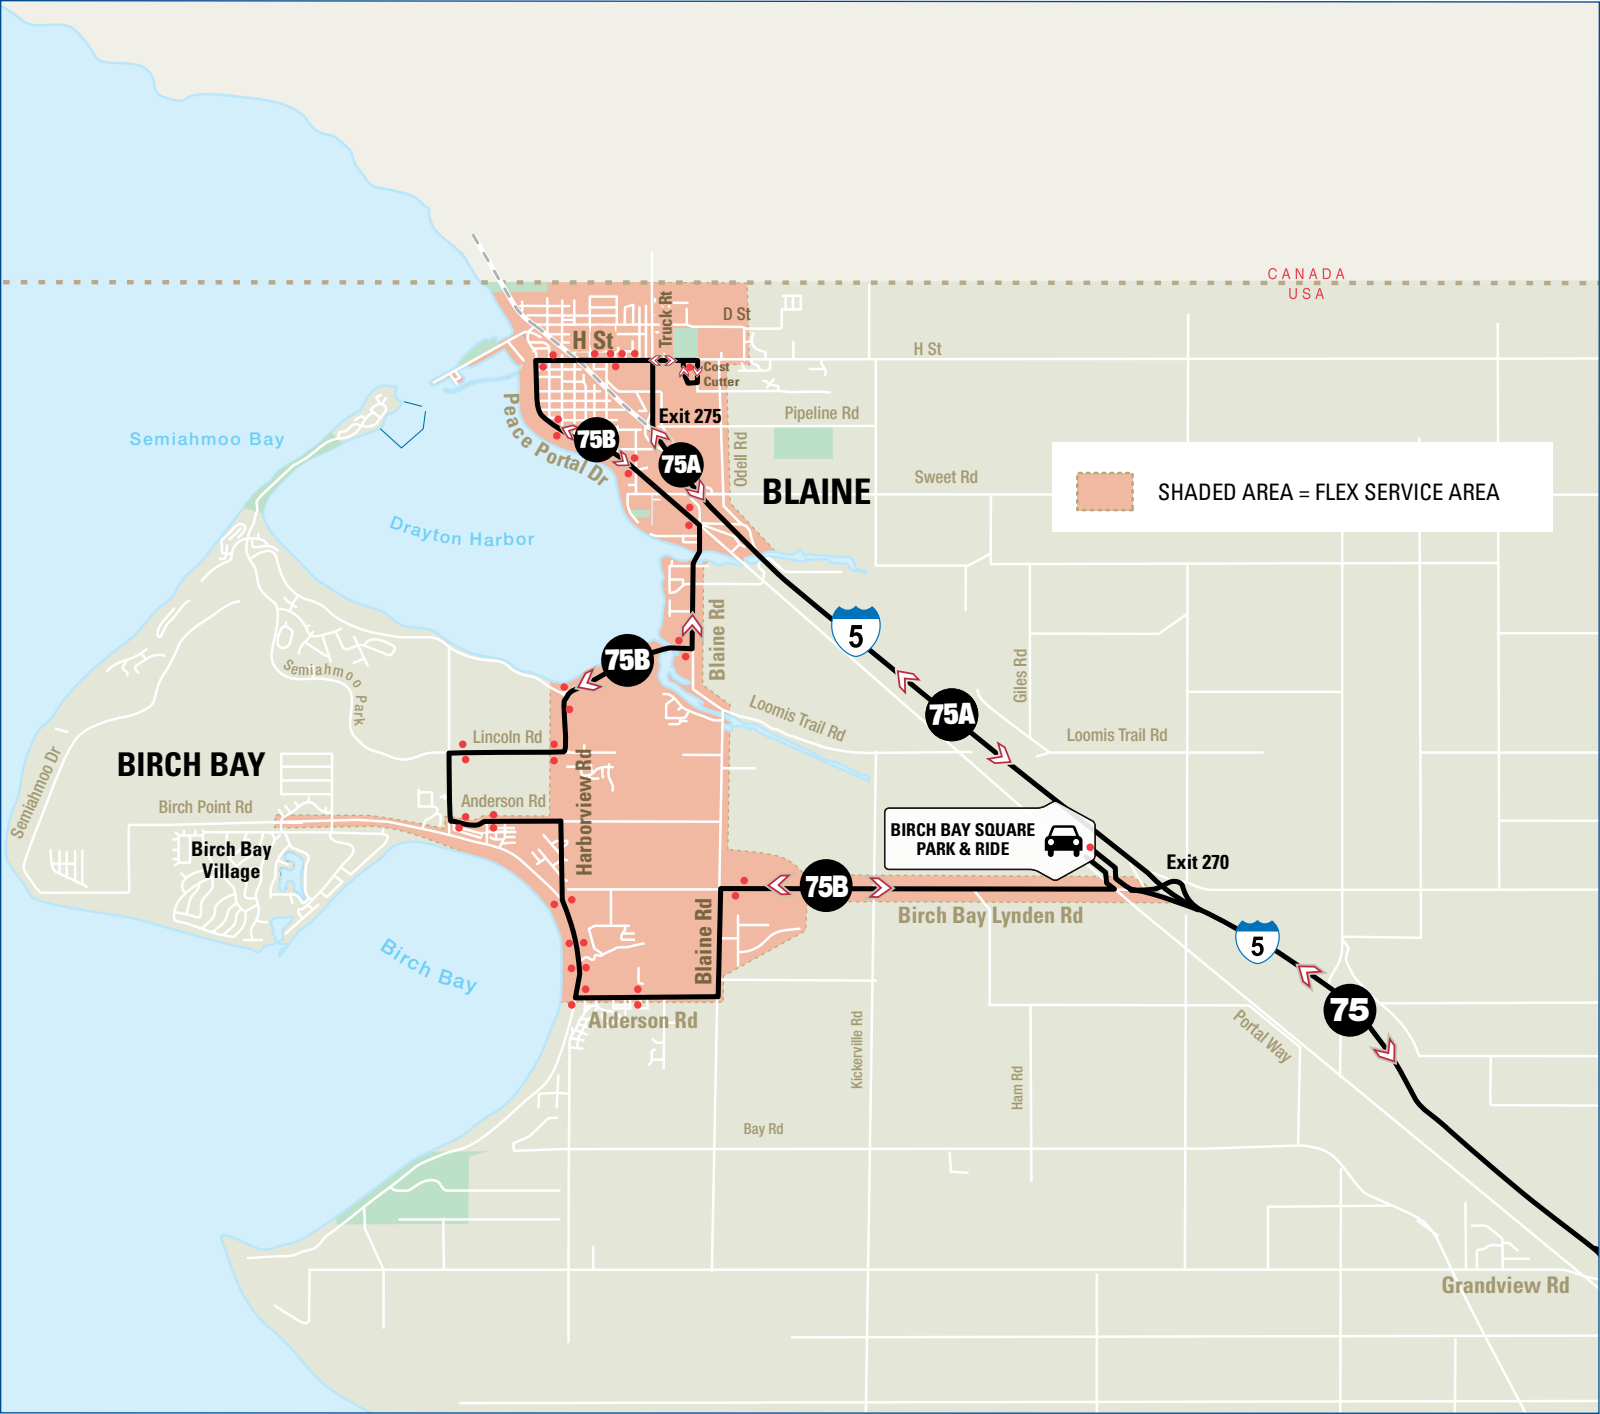 CANADA
USA
Truck Rt
D St
H St
H St
Cost
Cutter
Peace Portal Dr
Exit 275
Pipeline Rd
75B
75A
Odell Rd
Semiahmoo Bay
BLAINE
Sweet Rd
SHADED AREA = FLEX SERVICE AREA
Drayton Harbor
Blaine Rd
5
75B
Semiahmoo Park
Giles Rd
75A
Loomis Trail Rd
Loomis Trail Rd
Lincoln Rd
BIRCH BAY
Semiahmoo Dr
Birch Point Rd
Anderson Rd
Harborview Rd
BIRCH BAY SQUARE
PARK & RIDE
Birch Bay
Village
Exit 270
75B
Birch Bay Lynden Rd
Blaine Rd
5
Birch Bay
75
Alderson Rd
Portal Way
Kickerville Rd
Ham Rd
Bay Rd
Grandview Rd